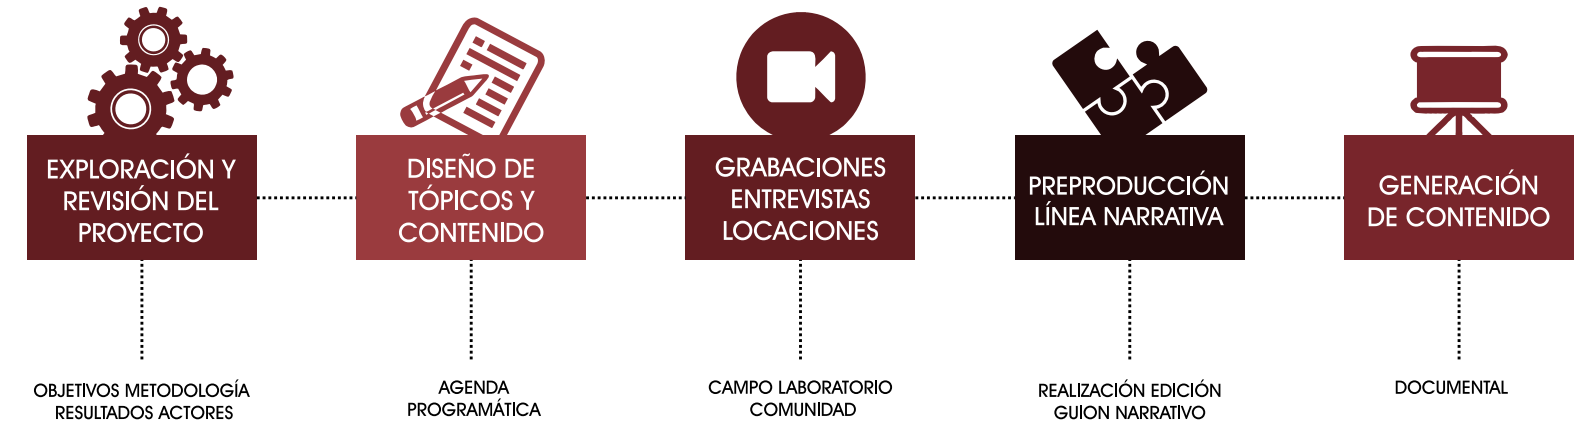 EXPLORACIÓN Y
REVISIÓN DEL
PROYECTO
DISEÑO DE
TÓPICOS Y
CONTENIDO
GRABACIONES
ENTREVISTAS
LOCACIONES
PREPRODUCCIÓN
LÍNEA NARRATIVA
GENERACIÓN
DE CONTENIDO
OBJETIVOS METODOLOGÍA
RESULTADOS ACTORES
AGENDA
PROGRAMÁTICA
CAMPO LABORATORIO
COMUNIDAD
REALIZACIÓN EDICIÓN
GUION NARRATIVO
DOCUMENTAL